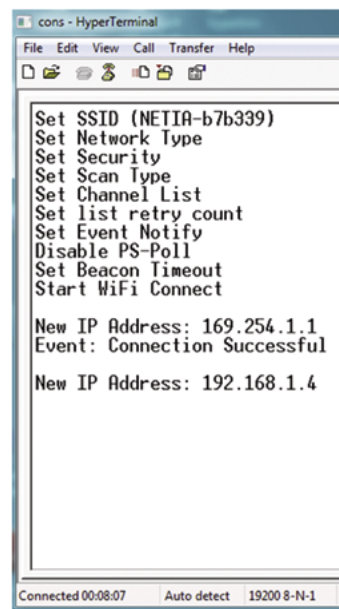 cons - HyperTerminal
File Edit View Call Transfer Help
Set SSID (NETIA-b7b339)
Set Network Type
Set Security
Set Scan Type
Set Channel List
Set list retry count
Set Event Notify
Disable PS-Poll
Set Beacon Timeout
Start WiFi Connect
New IP Address: 169.254.1.1
Event: Connection Successful
New IP Address: 192.168.1.4
Connected 00:08:07 Auto detect 19200 8-N-1